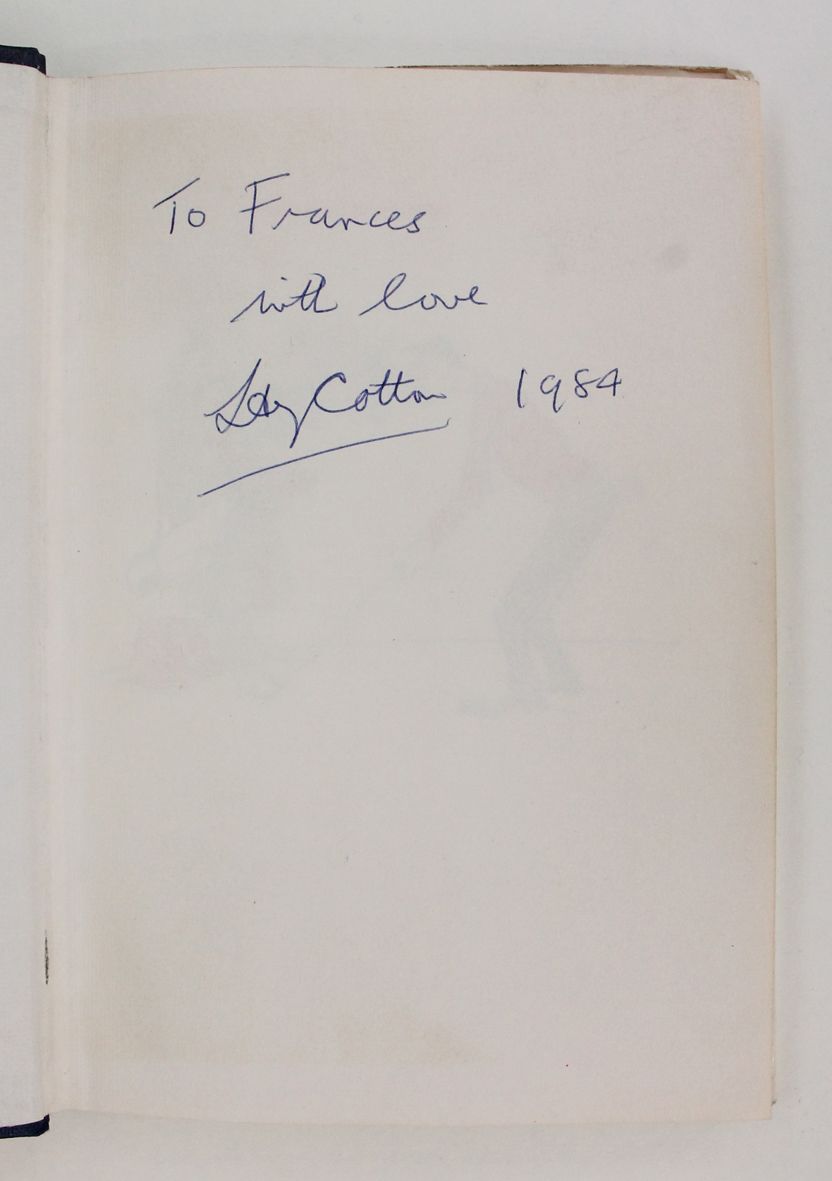 To Frances
with love
Cotton 1984